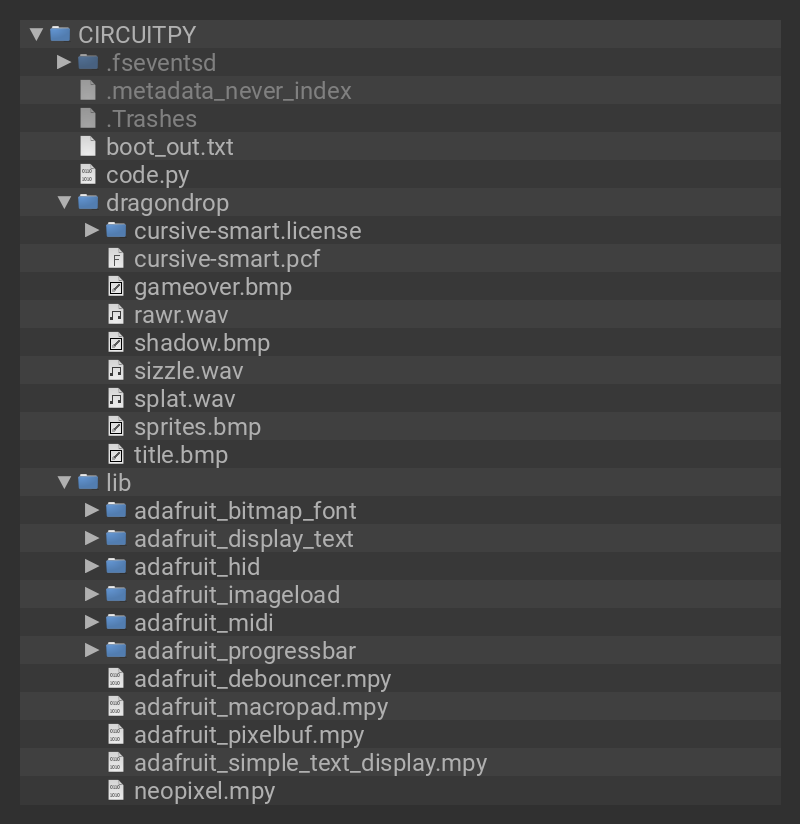 CIRCUITPY
.fseventsd
.metadata_never_index
.Trashes
boot_out.txt
code.py
dragondrop
cursive-smart.license
cursive-smart.pcf
gameover.bmp
rawr.wav
shadow.bmp
sizzle.wav
splat.wav
sprites.bmp
title.bmp
lib
adafruit_bitmap_font
adafruit_display_text
adafruit_hid
adafruit_imageload
adafruit_midi
adafruit_progressbar
adafruit_debouncer.mpy
adafruit_macropad.mpy
adafruit_pixelbuf.mpy
adafruit_simple_text_display.mpy
neopixel.mpy